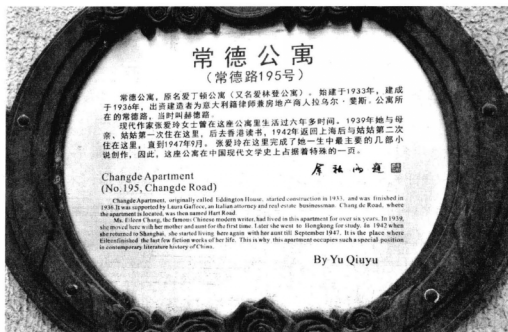 常德公寓
（常德路195号）
常德公寓，原名爱丁顿公寓（又名爱林登公寓）。始建于1933年，建成
于1936年，出资建造者为意大利籍律师兼房地产商人拉乌尔·斐斯。公寓所
在的常德路，当时叫赫德路。
现代作家张爱玲女士曾在这座公寓里生活过六年多时间。1939年她与母
亲、姑姑第一次住在这里，后去香港读书，1942年返回上海后与姑姑第二次
住在这里，直到1947年9月。张爱玲在这里完成了她一生中最主要的几部小
说创作，因此，这座公寓在中国现代文学史上占据着特殊的一页。
余秋雨题
Changde Apartment
(No.195, Changde Road)
Changde Apartment, originally called Eddington House, started construction in 1933, and was finished in
1936. It was supported by Laura Gafleee, an Italian attorney and real estate businessman. Chang de Road, where
the apartment is located, was then named Hart Road.
Ms. Eileen Chang, the famous Chinese modern writer, had lived in this apartment for over six years. In 1939,
she moved here with her mother and aunt for the first time. Later she went to Hongkong for study. In 1942 when
she returned to Shanghai, she started living here again with her aunt till September 1947. It is the place where
Eileen finished the fast few fiction works of her life. This is why this apartment occupies such a special position
in contemporary literature history of China.
By Yu Qiuyu